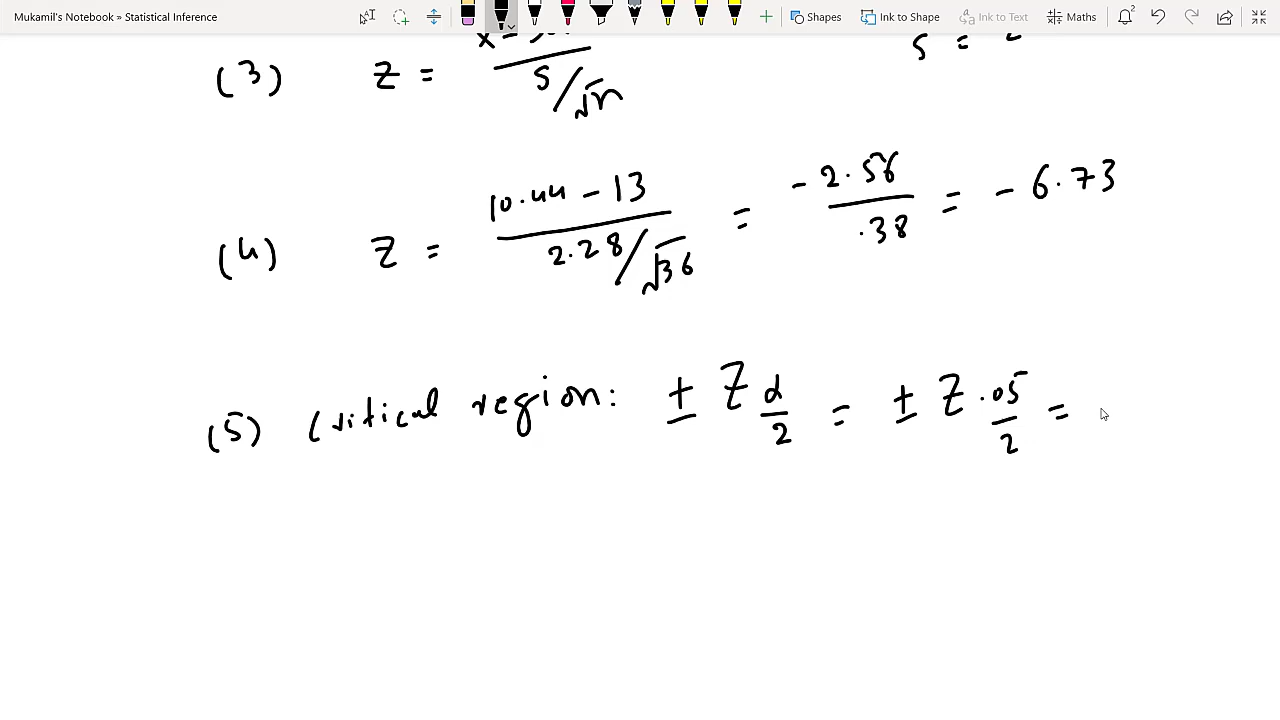 Mukamil's Notebook » Statistical Inference Shapes Ink to Shape Ink to Text Maths
(3) Z = / S/√n S =
(4) Z = 10.44 - 13 / 2.28/√36 = - 2.56 / .38 = - 6.73
(5) Critical region: ± Z α/2 = ± Z .05/2 =